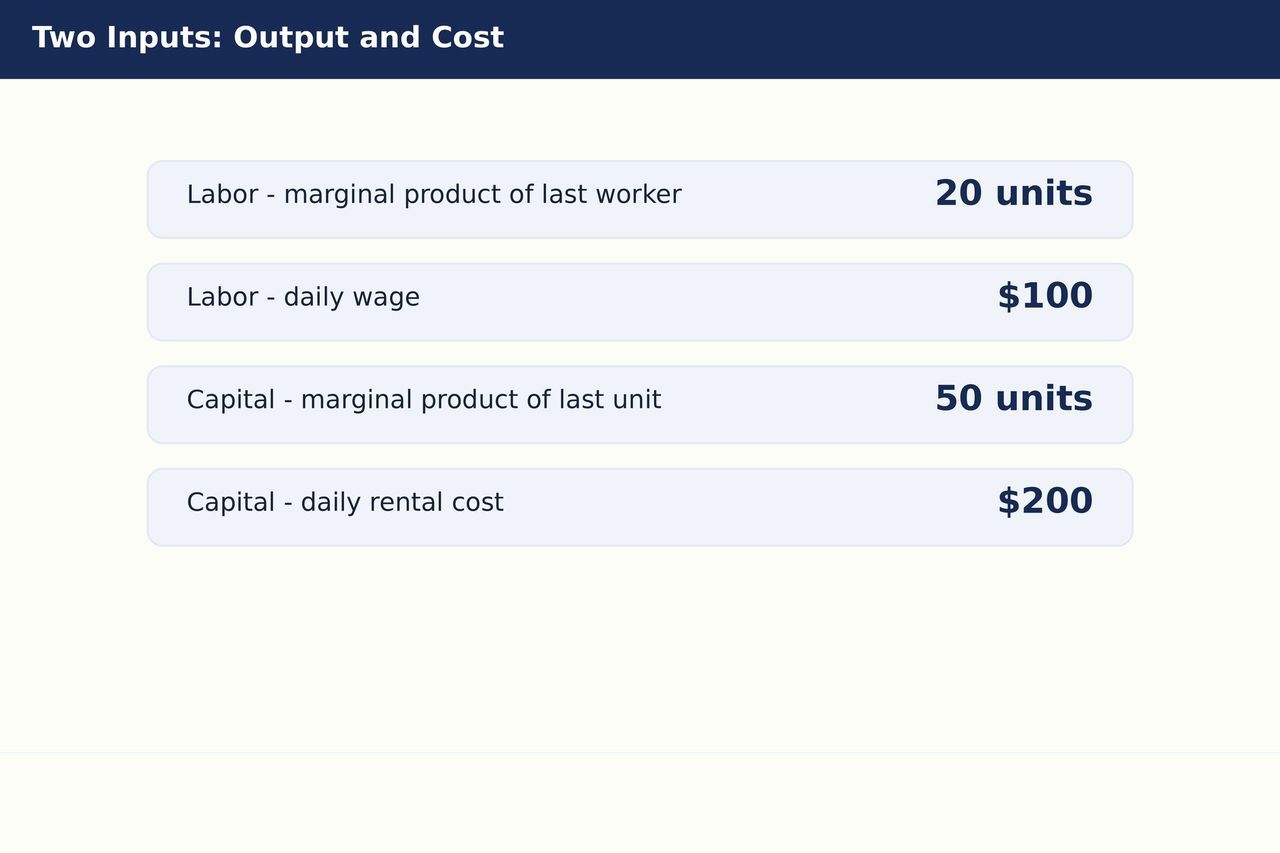 Two Inputs: Output and Cost
Labor - marginal product of last worker 20 units
Labor - daily wage $100
Capital - marginal product of last unit 50 units
Capital - daily rental cost $200